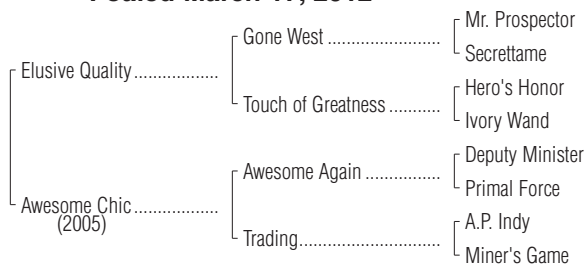 Foaled March 17, 2012
Mr. Prospector
Gone West
Secrettame
Elusive Quality
Hero's Honor
Touch of Greatness
Ivory Wand
Deputy Minister
Awesome Again
Primal Force
Awesome Chic
(2005)
A.P. Indy
Trading
Miner's Game